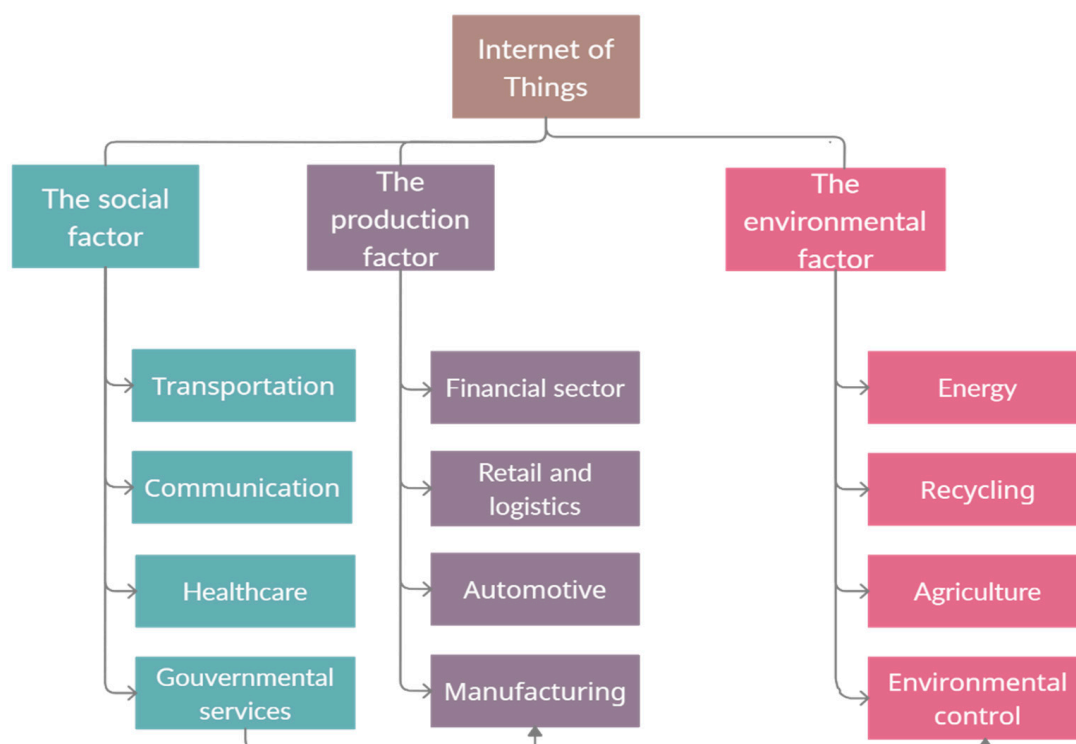 Internet of
Things
The social
factor
The
production
factor
The
environmental
factor
Transportation
Communication
Healthcare
Gouvernmental
services
Financial sector
Retail and
logistics
Automotive
Manufacturing
Energy
Recycling
Agriculture
Environmental
control